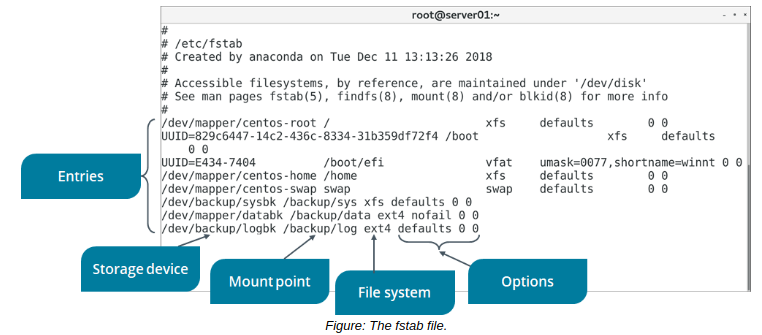 root@server01:~
#
# /etc/fstab
# Created by anaconda on Tue Dec 11 13:13:26 2018
#
# Accessible filesystems, by reference, are maintained under '/dev/disk'
# See man pages fstab(5), findfs(8), mount(8) and/or blkid(8) for more info
#
/dev/mapper/centos-root / xfs defaults 0 0
UUID=829c6447-14c2-436c-8334-31b359df72f4 /boot xfs defaults
0 0
UUID=E434-7404 /boot/efi vfat umask=0077,shortname=winnt 0 0
/dev/mapper/centos-home /home xfs defaults 0 0
/dev/mapper/centos-swap swap swap defaults 0 0
/dev/backup/sysbk /backup/sys xfs defaults 0 0
/dev/mapper/databk /backup/data ext4 nofail 0 0
/dev/backup/logbk /backup/log ext4 defaults 0 0
Entries
Storage device
Mount point
File system
Options
Figure: The fstab file.